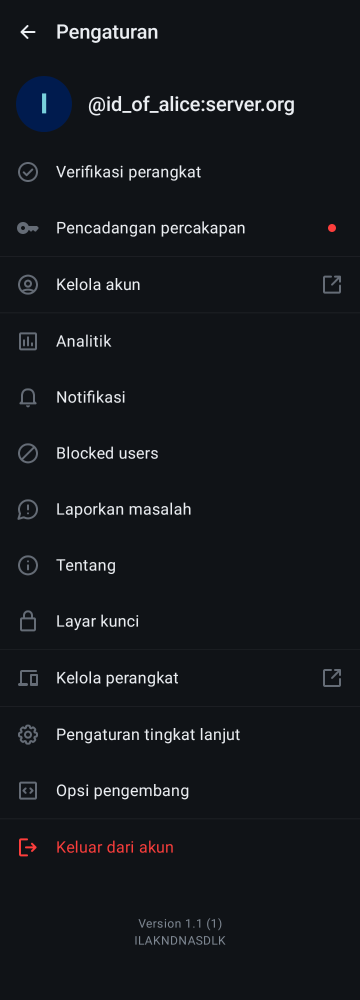 Pengaturan
I
@id_of_alice:server.org
Verifikasi perangkat
Pencadangan percakapan
Kelola akun
Analitik
Notifikasi
Blocked users
Laporkan masalah
Tentang
Layar kunci
Kelola perangkat
Pengaturan tingkat lanjut
Opsi pengembang
Keluar dari akun
Version 1.1 (1)
ILAKNDNASDLK